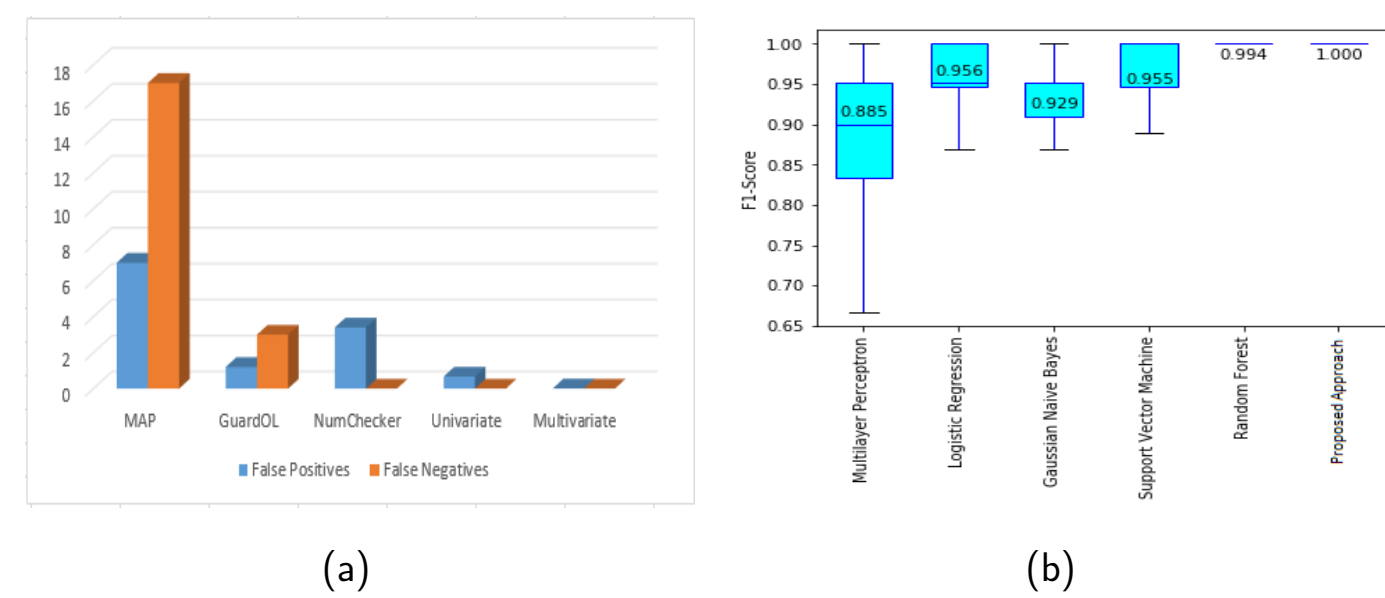 18
16
14
12
10
8
6
4
2
0
MAP GuardOL NumChecker Univariate Multivariate
False Positives False Negatives
(a)
F1-Score
1.00
0.95
0.90
0.85
0.80
0.75
0.70
0.65
0.885
0.956
0.929
0.955
0.994
1.000
Multilayer Perceptron
Logistic Regression
Gaussian Naive Bayes
Support Vector Machine
Random Forest
Proposed Approach
(b)